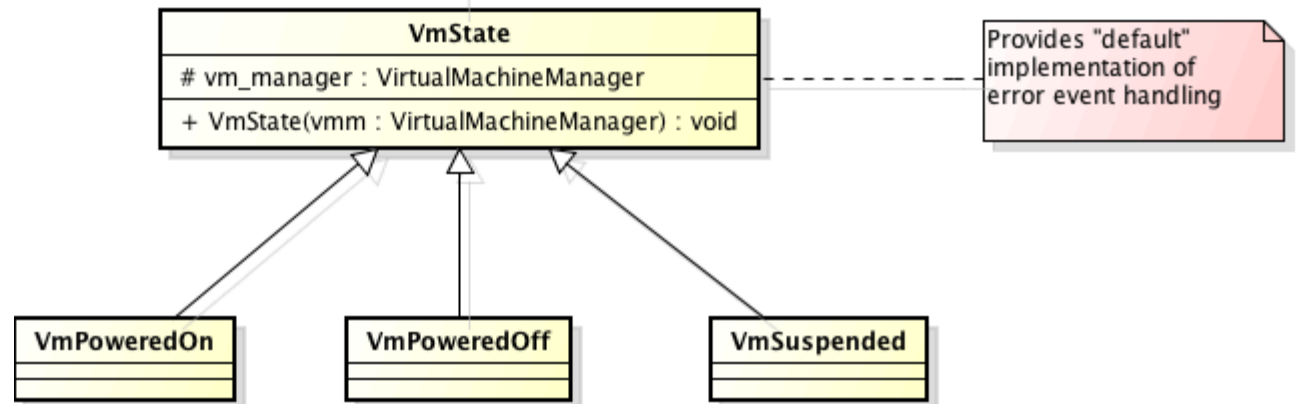 VmState
# vm_manager : VirtualMachineManager
+ VmState(vmm : VirtualMachineManager) : void
Provides "default"
implementation of
error event handling
VmPoweredOn
VmPoweredOff
VmSuspended